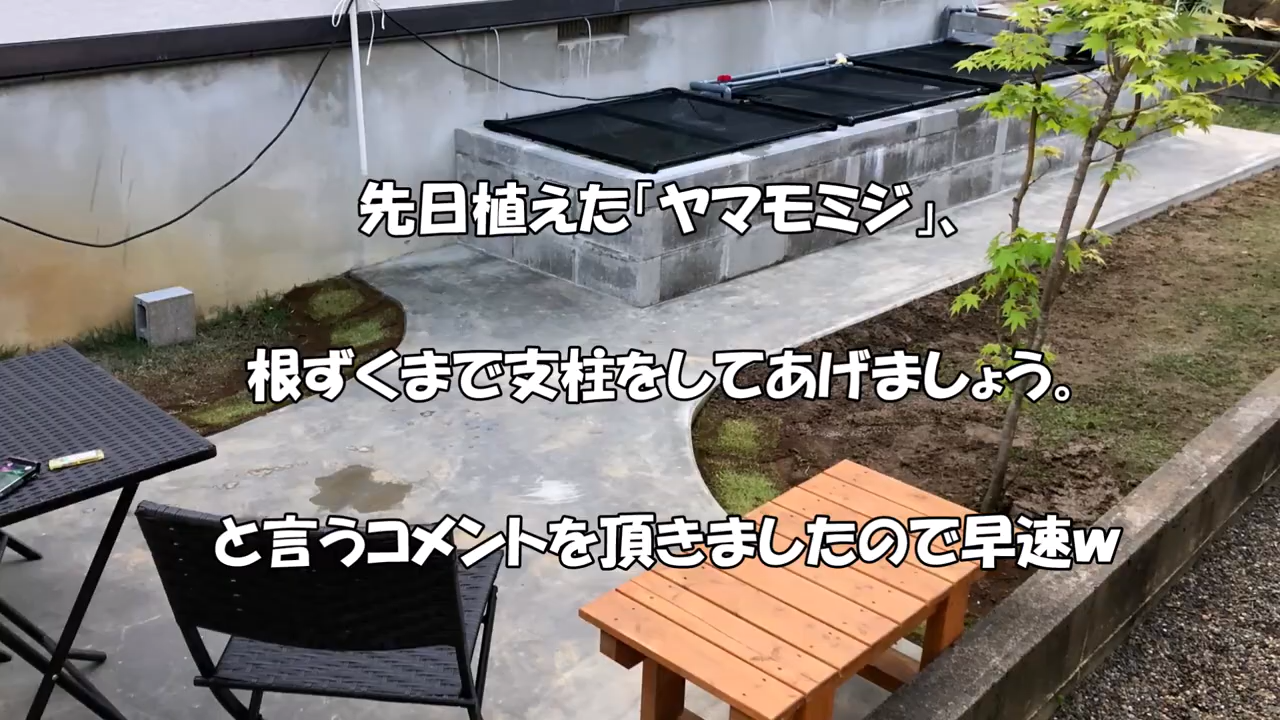 先日植えた「ヤマモミジ」、
根ずくまで支柱をしてあげましょう。
と言うコメントを頂きましたので早速w